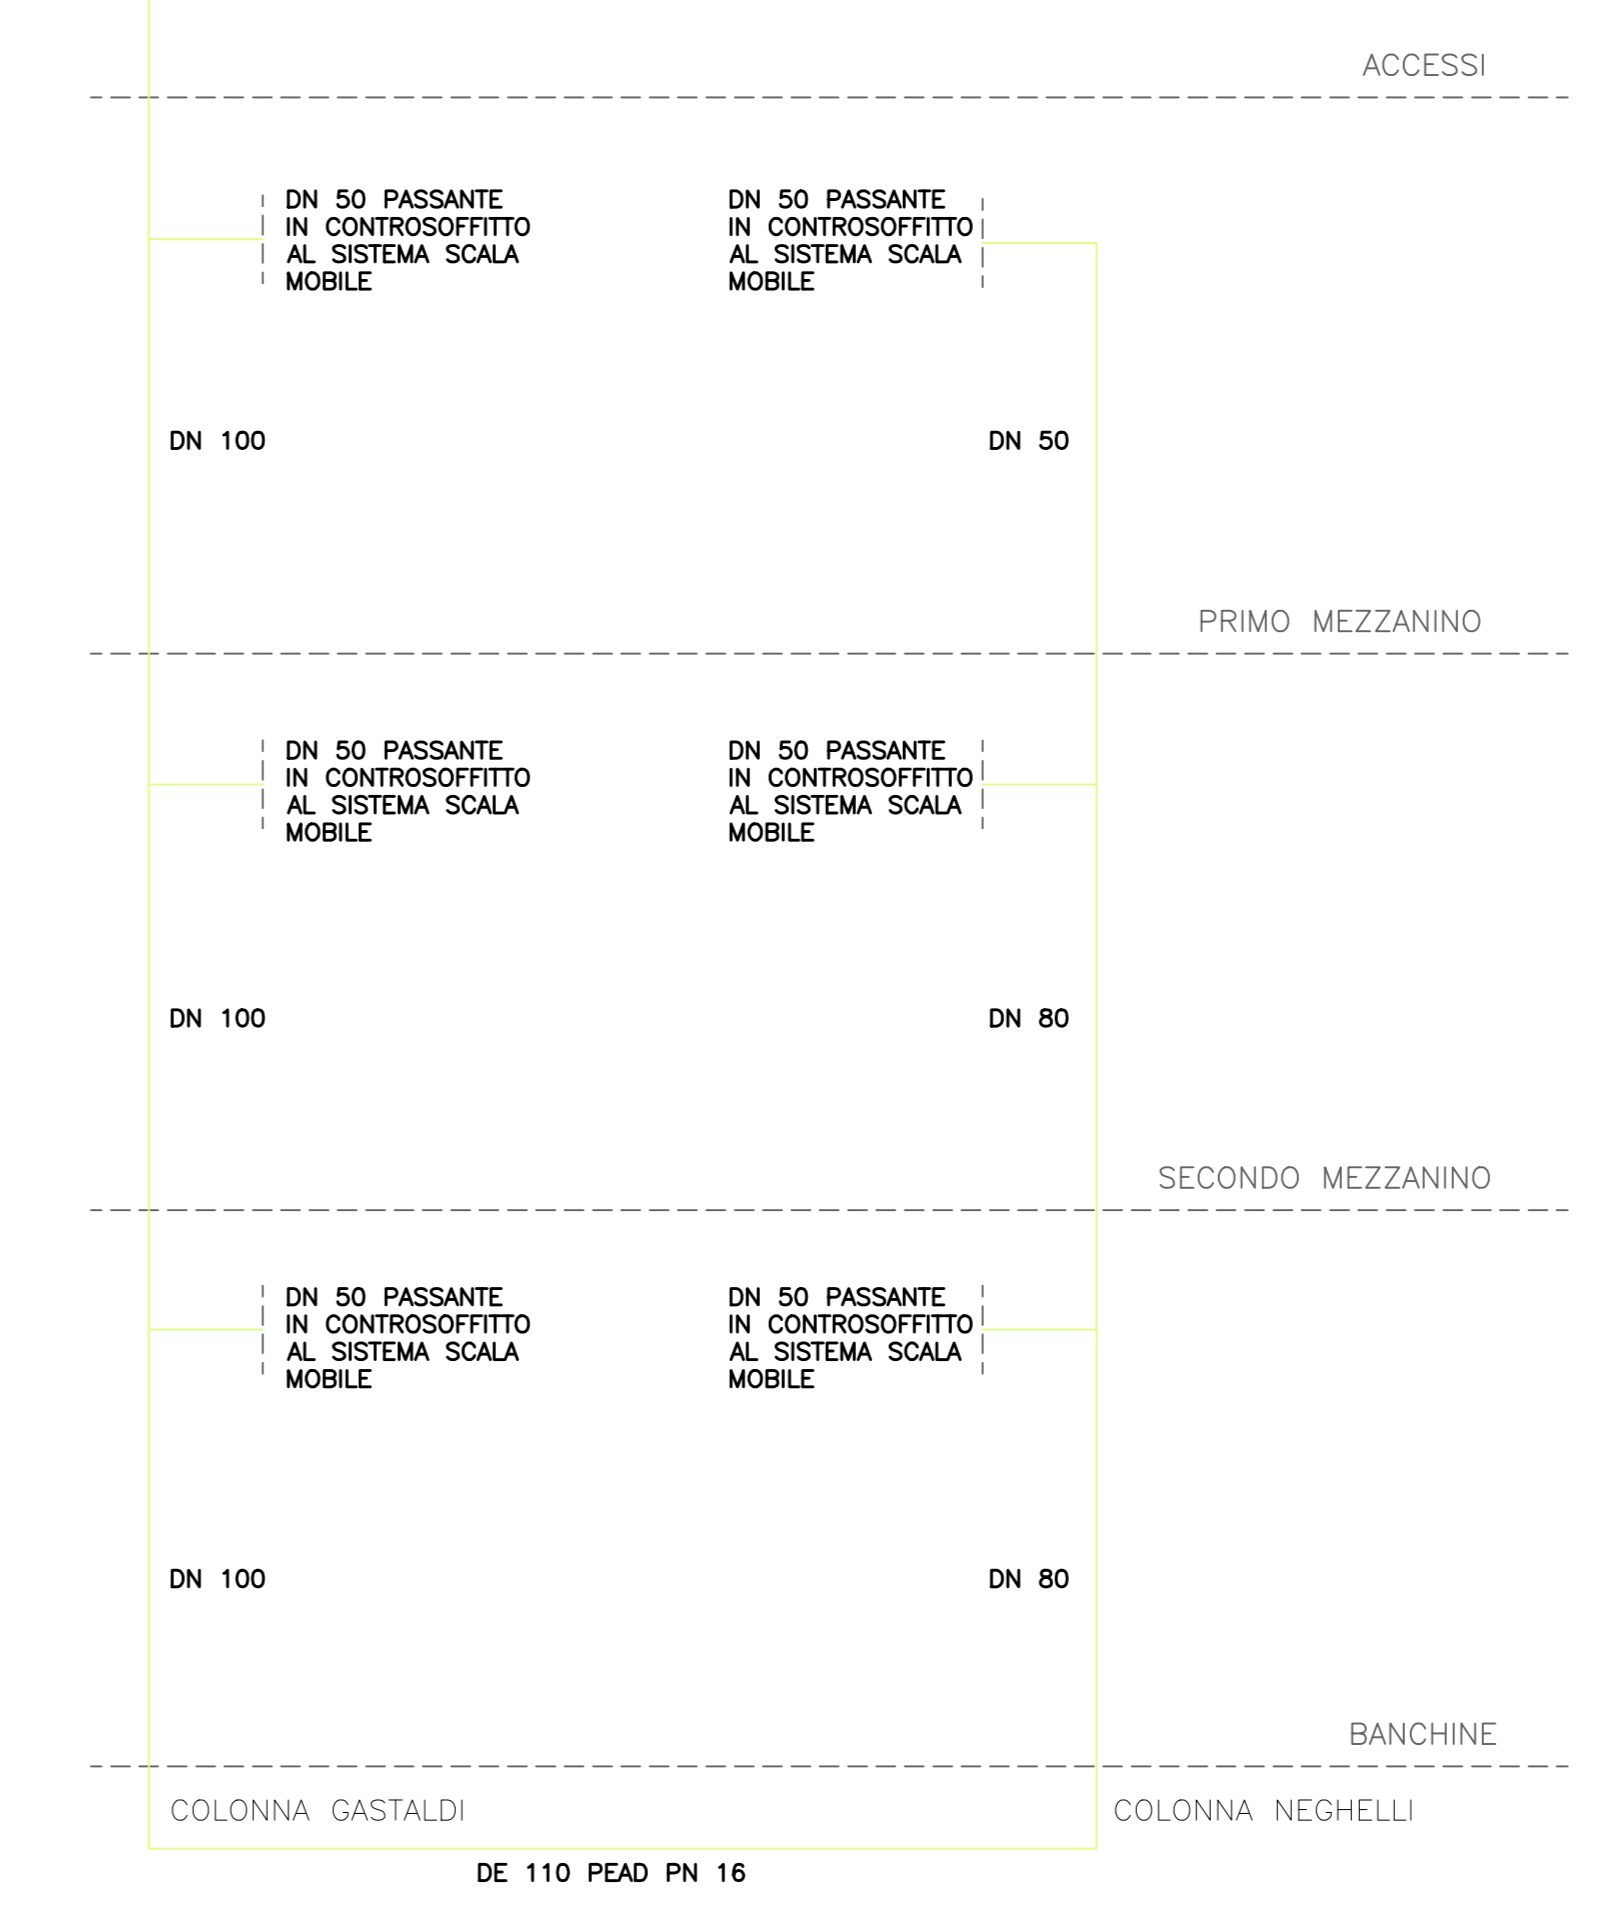 ACCESSI
DN 50 PASSANTE
IN CONTROSOFFITTO
AL SISTEMA SCALA
MOBILE
DN 50 PASSANTE
IN CONTROSOFFITTO
AL SISTEMA SCALA
MOBILE
DN 100
DN 50
PRIMO MEZZANINO
DN 50 PASSANTE
IN CONTROSOFFITTO
AL SISTEMA SCALA
MOBILE
DN 50 PASSANTE
IN CONTROSOFFITTO
AL SISTEMA SCALA
MOBILE
DN 100
DN 80
SECONDO MEZZANINO
DN 50 PASSANTE
IN CONTROSOFFITTO
AL SISTEMA SCALA
MOBILE
DN 50 PASSANTE
IN CONTROSOFFITTO
AL SISTEMA SCALA
MOBILE
DN 100
DN 80
BANCHINE
COLONNA GASTALDI
COLONNA NEGHELLI
DE 110 PEAD PN 16